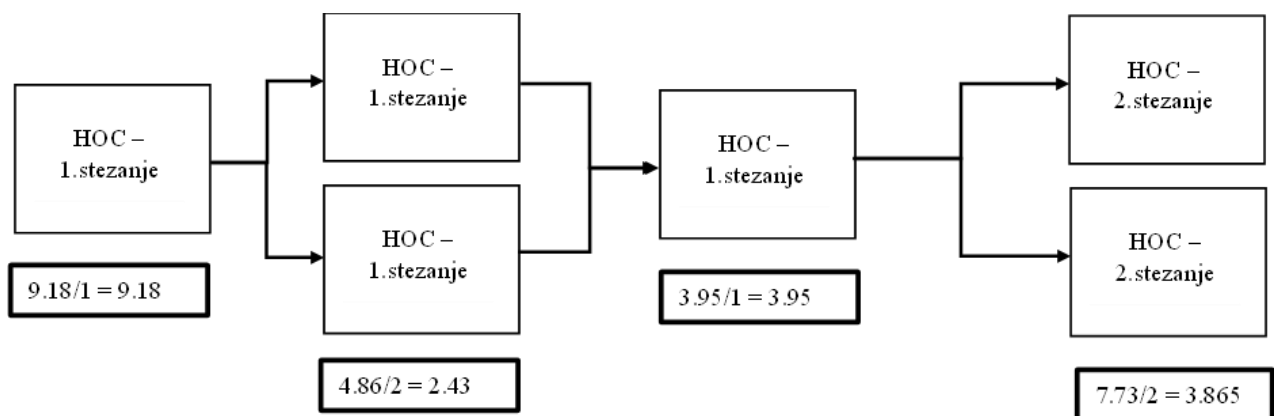 HOC –
1.stezanje
9.18/1 = 9.18
HOC –
1.stezanje
HOC –
1.stezanje
4.86/2 = 2.43
HOC –
1.stezanje
3.95/1 = 3.95
HOC –
2.stezanje
HOC –
2.stezanje
7.73/2 = 3.865